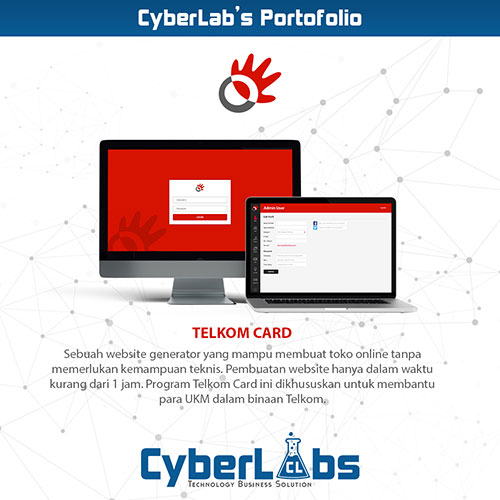 CyberLab's Portofolio
Admin User
TELKOM CARD
Sebuah website generator yang mampu membuat toko online tanpa
memerlukan kemampuan teknis. Pembuatan website hanya dalam waktu
kurang dari 1 jam. Program Telkom Card ini dikhususkan untuk membantu
para UKM dalam binaan Telkom.
CyberLabs
CL
Technology Business Solution